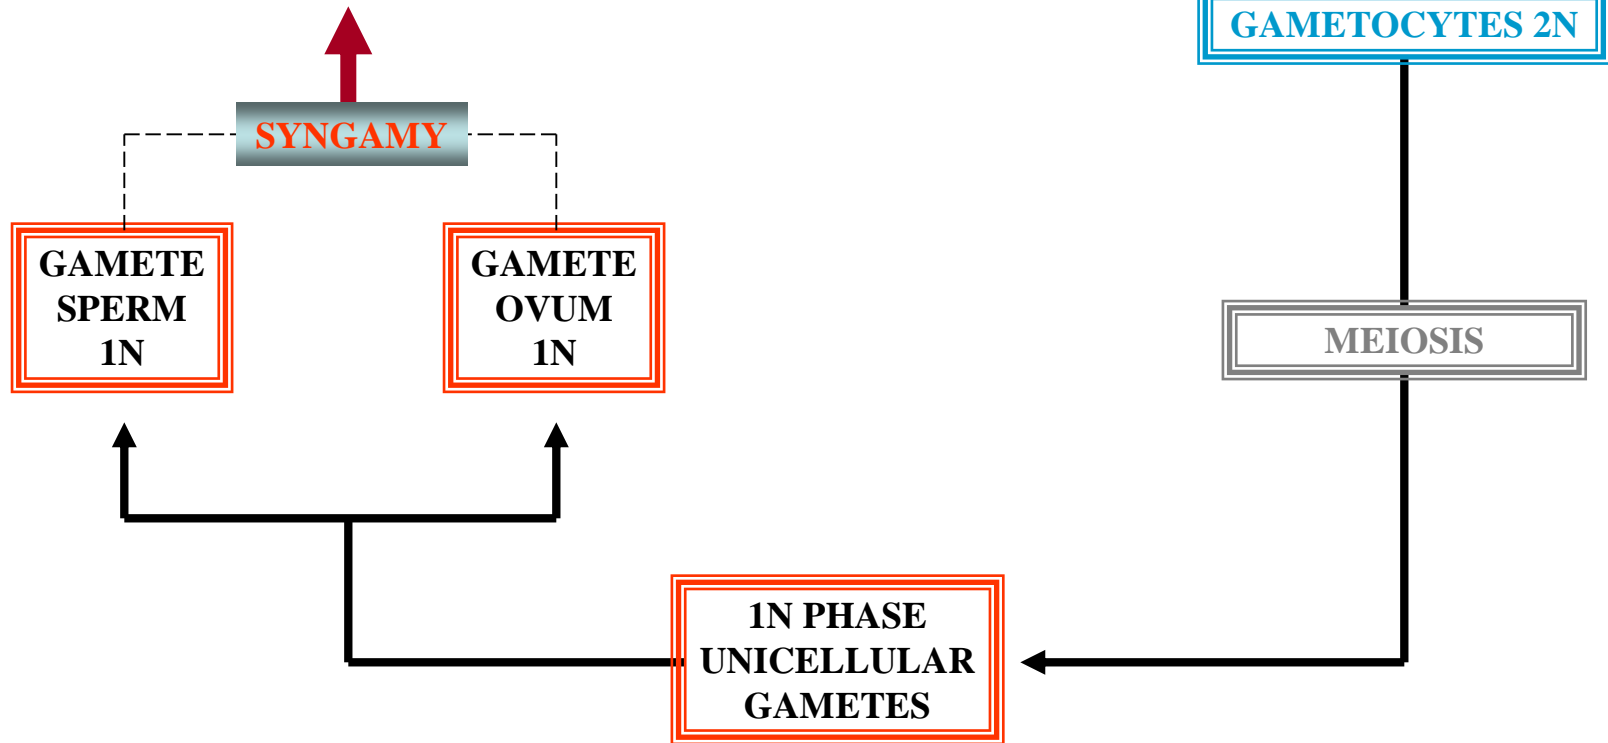 GAMETOCYTES 2N
SYNGAMY
GAMETE
SPERM
1N
GAMETE
OVUM
1N
MEIOSIS
1N PHASE
UNICELLULAR
GAMETES